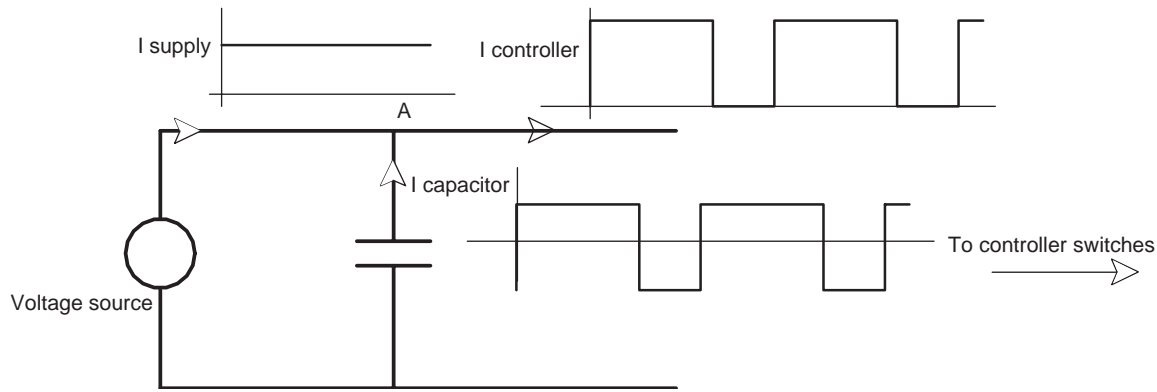 I supply
I controller
A
I capacitor
To controller switches
Voltage source